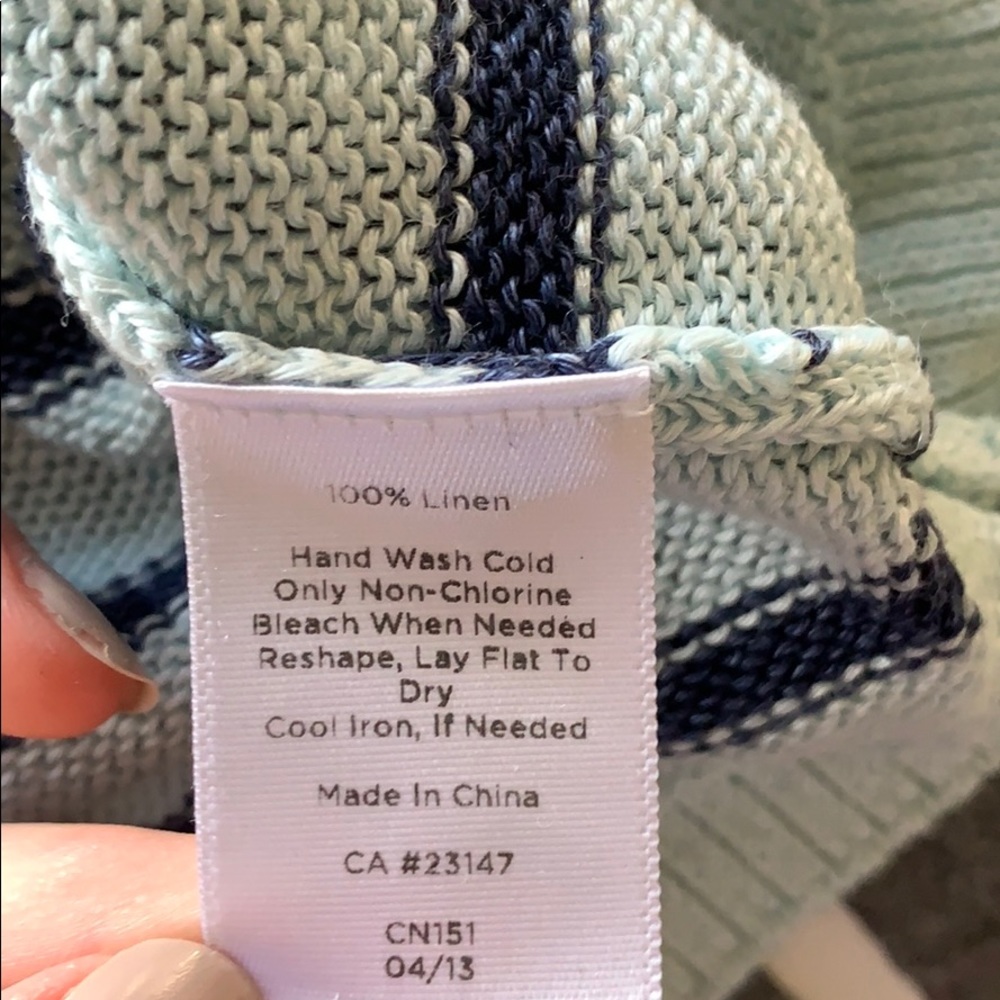 100% Linen
Hand Wash Cold
Only Non-Chlorine
Bleach When Needed
Reshape, Lay Flat To
Dry
Cool Iron, If Needed
Made In China
CA #23147
CN151
04/13